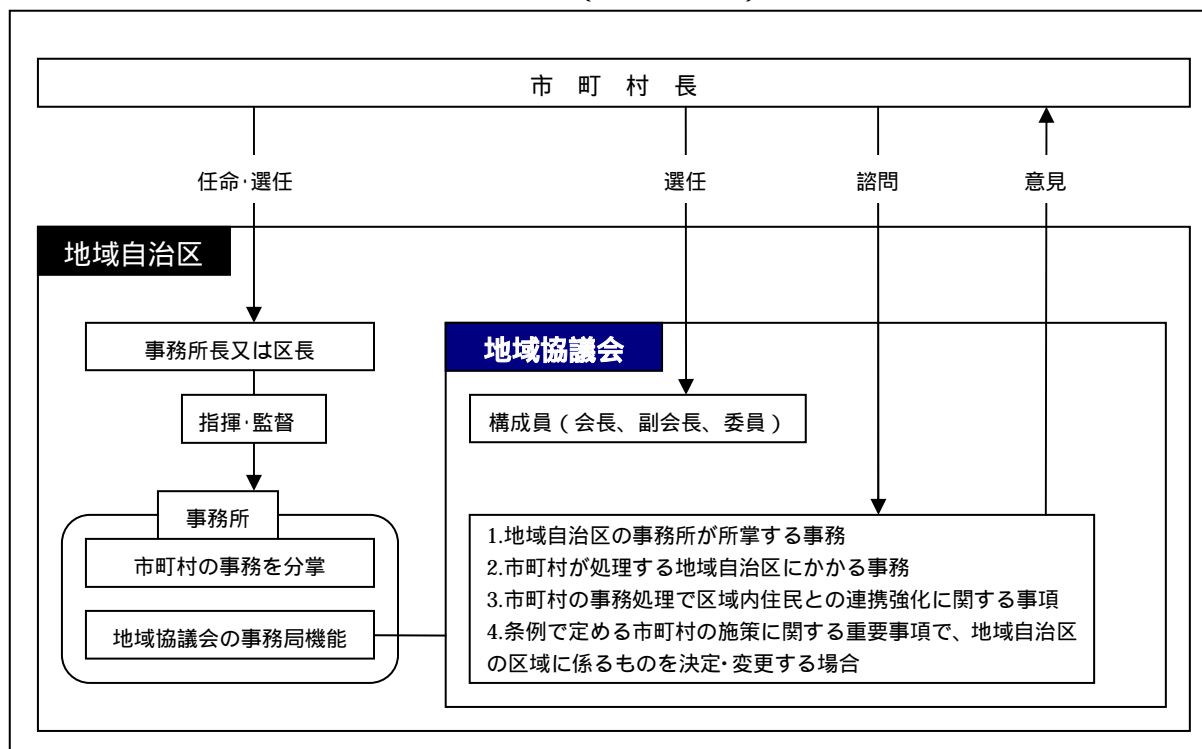 市 町 村 長
任命・選任
選任
諮問
意見
地域自治区
事務所長又は区長
地域協議会
指揮・監督
構成員(会長、副会長、委員)
事務所
市町村の事務を分掌
地域協議会の事務局機能
1.地域自治区の事務所が所掌する事務
2.市町村が処理する地域自治区にかかる事務
3.市町村の事務処理で区域内住民との連携強化に関する事項
4.条例で定める市町村の施策に関する重要事項で、地域自治区
の区域に係るものを決定・変更する場合